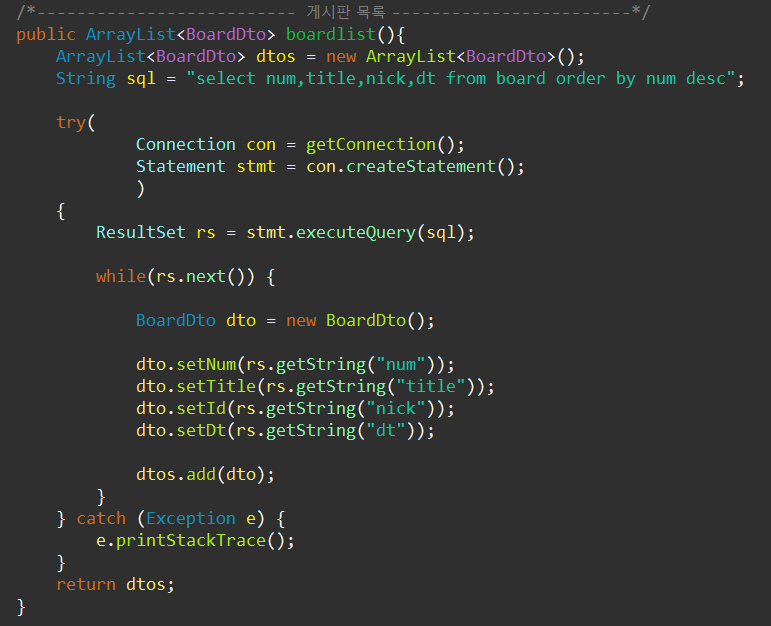 /*-------------------------- 게시판 목록 ------------------------*/
public ArrayList<BoardDto> boardlist(){
    ArrayList<BoardDto> dtos = new ArrayList<BoardDto>();
    String sql = "select num,title,nick,dt from board order by num desc";
    try(
            Connection con = getConnection();
            Statement stmt = con.createStatement();
            )
    {
        ResultSet rs = stmt.executeQuery(sql);
        while(rs.next()) {
            BoardDto dto = new BoardDto();
            dto.setNum(rs.getString("num"));
            dto.setTitle(rs.getString("title"));
            dto.setId(rs.getString("nick"));
            dto.setDt(rs.getString("dt"));
            dtos.add(dto);
        }
    } catch (Exception e) {
        e.printStackTrace();
    }
    return dtos;
}